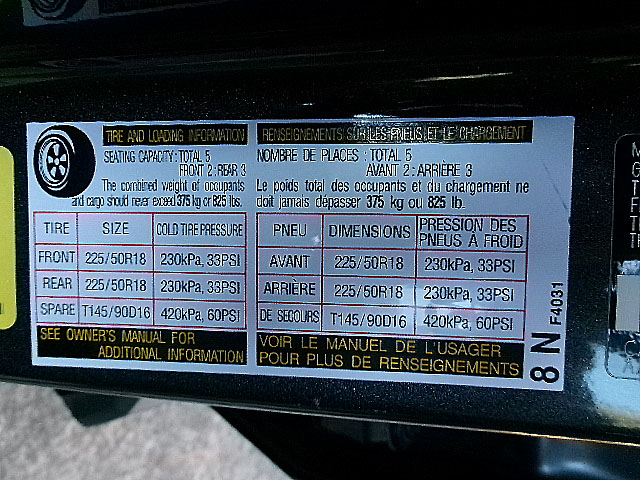 TIRE AND LOADING INFORMATION
SEATING CAPACITY : TOTAL 5
FRONT 2 : REAR 3
The combined weight of occupants
and cargo should never exceed 375 kg or 825 lbs.
TIRE SIZE COLD TIRE PRESSURE
FRONT 225/50R18 230kPa, 33PSI
REAR 225/50R18 230kPa, 33PSI
SPARE T145/90D16 420kPa, 60PSI
SEE OWNER'S MANUAL FOR
ADDITIONAL INFORMATION
RENSEIGNEMENTS SUR LES PNEUS ET LE CHARGEMENT
NOMBRE DE PLACES : TOTAL 5
AVANT 2 : ARRIÈRE 3
Le poids total des occupants et du chargement ne
doit jamais dépasser 375 kg ou 825 lb.
PNEU DIMENSIONS PRESSION DES
PNEUS À FROID
AVANT 225/50R18 230kPa, 33PSI
ARRIÈRE 225/50R18 230kPa, 33PSI
DE SECOURS T145/90D16 420kPa, 60PSI
VOIR LE MANUEL DE L'USAGER
POUR PLUS DE RENSEIGNEMENTS
8 N F4031